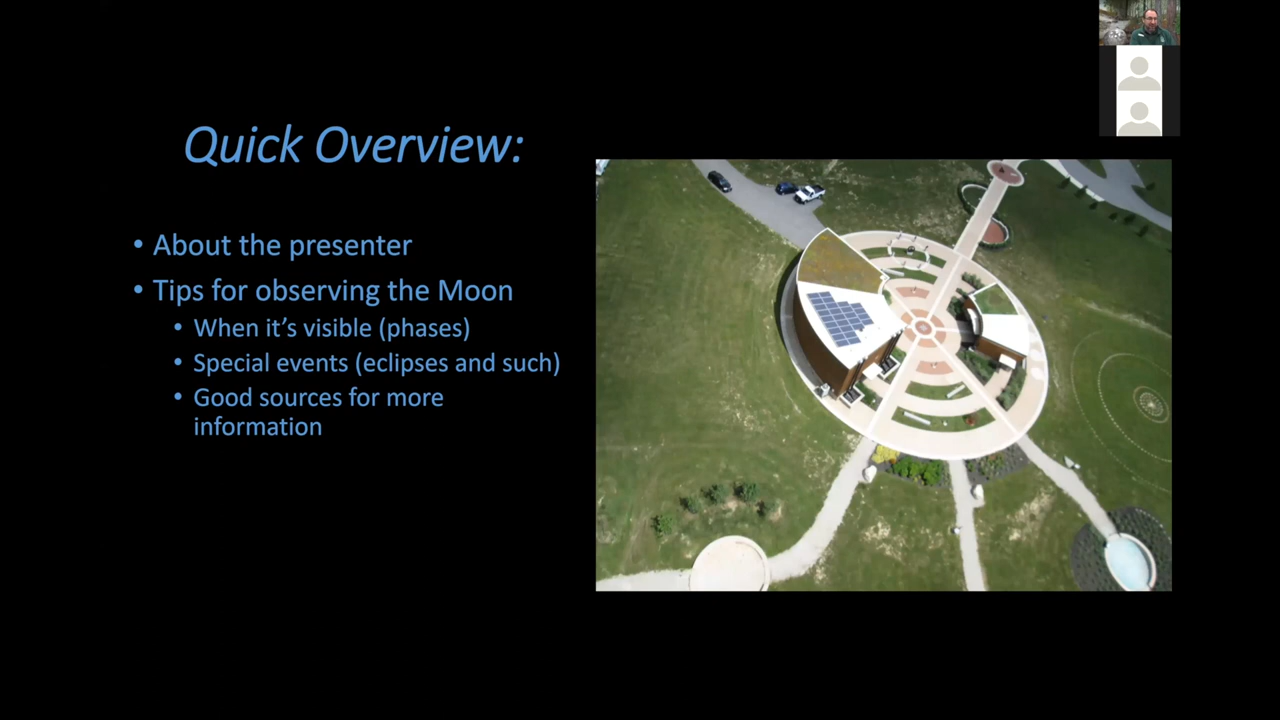 Quick Overview:
• About the presenter
• Tips for observing the Moon
• When it's visible (phases)
• Special events (eclipses and such)
• Good sources for more
information